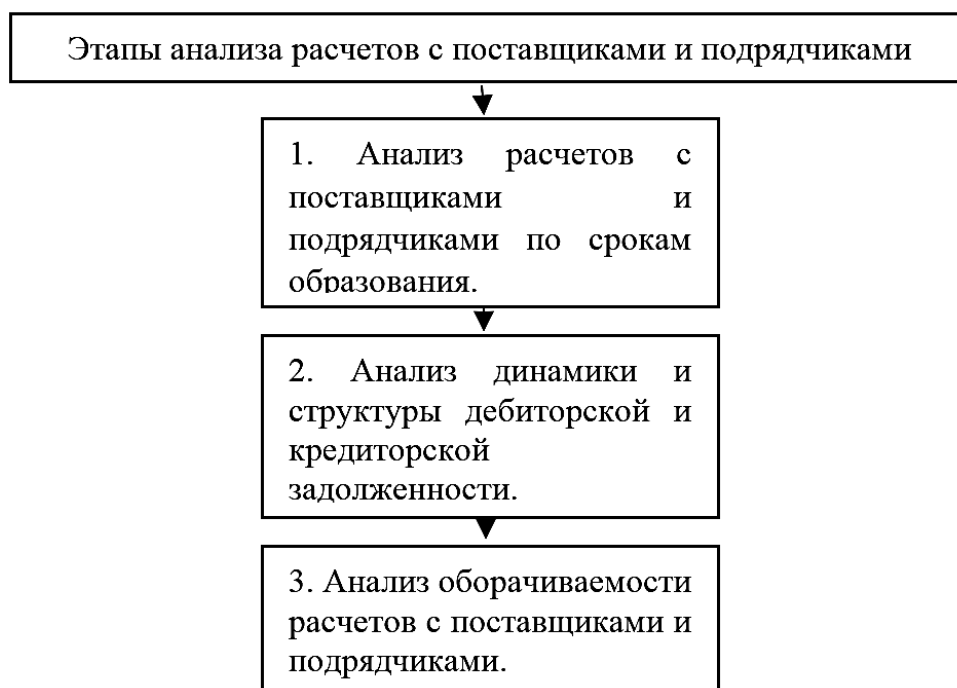 Этапы анализа расчетов с поставщиками и подрядчиками
1. Анализ расчетов с
поставщиками и
подрядчиками по срокам
образования.
2. Анализ динамики и
структуры дебиторской и
кредиторской
задолженности.
3. Анализ оборачиваемости
расчетов с поставщиками и
подрядчиками.